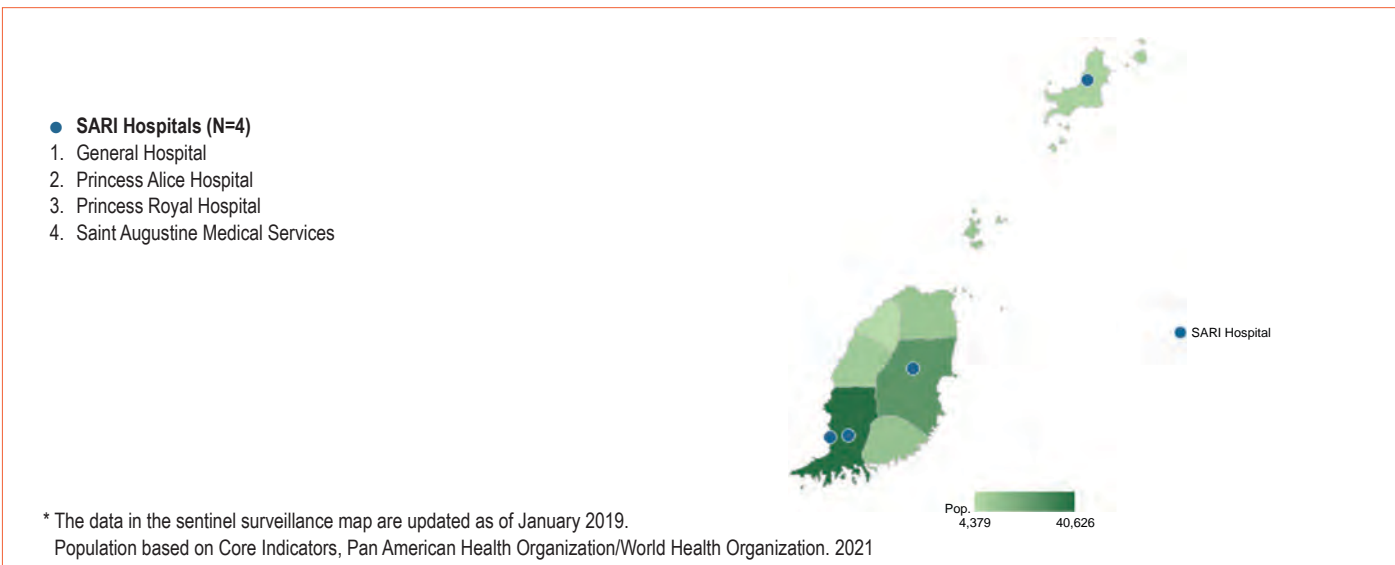 SARI Hospitals (N=4)
1. General Hospital
2. Princess Alice Hospital
3. Princess Royal Hospital
4. Saint Augustine Medical Services
SARI Hospital
Pop.
4,379 40,626
* The data in the sentinel surveillance map are updated as of January 2019.
Population based on Core Indicators, Pan American Health Organization/World Health Organization. 2021